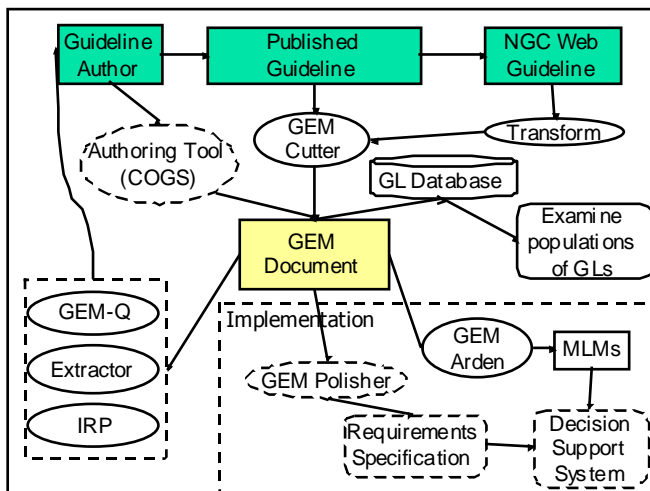 Guideline
Author
Published
Guideline
NGC Web
Guideline
Authoring Tool
(COGS)
GEM
Cutter
Transform
GL Database
Examine
populations
of GLs
GEM
Document
GEM-Q
Extractor
IRP
Implementation
GEM Polisher
GEM
Arden
MLMs
Requirements
Specification
Decision
Support
System